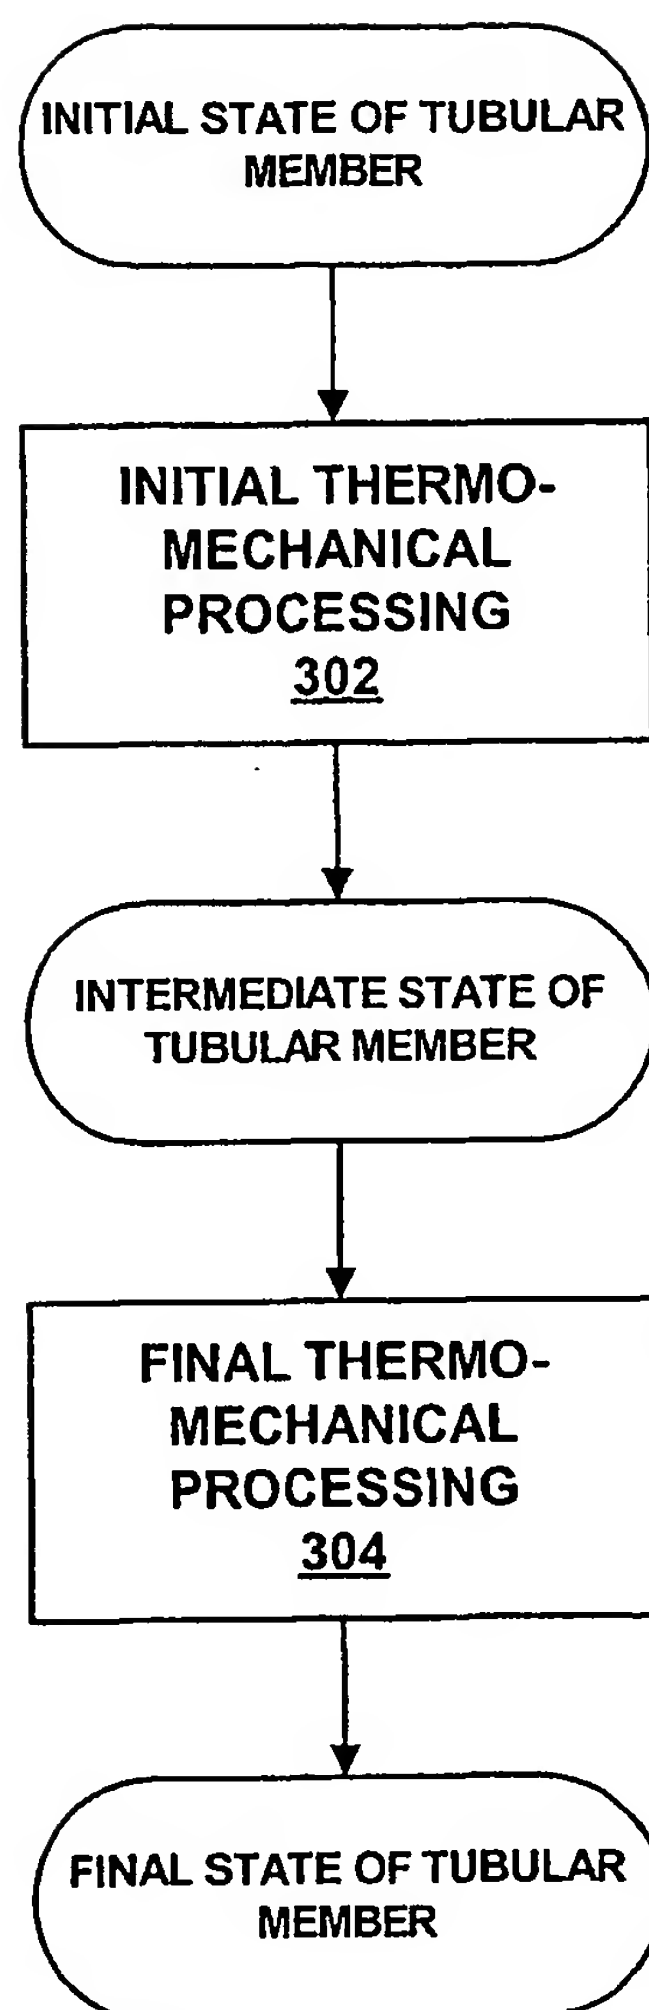 INITIAL STATE OF TUBULAR
MEMBER
INITIAL THERMO-
MECHANICAL
PROCESSING
302
INTERMEDIATE STATE OF
TUBULAR MEMBER
FINAL THERMO-
MECHANICAL
PROCESSING
304
FINAL STATE OF TUBULAR
MEMBER